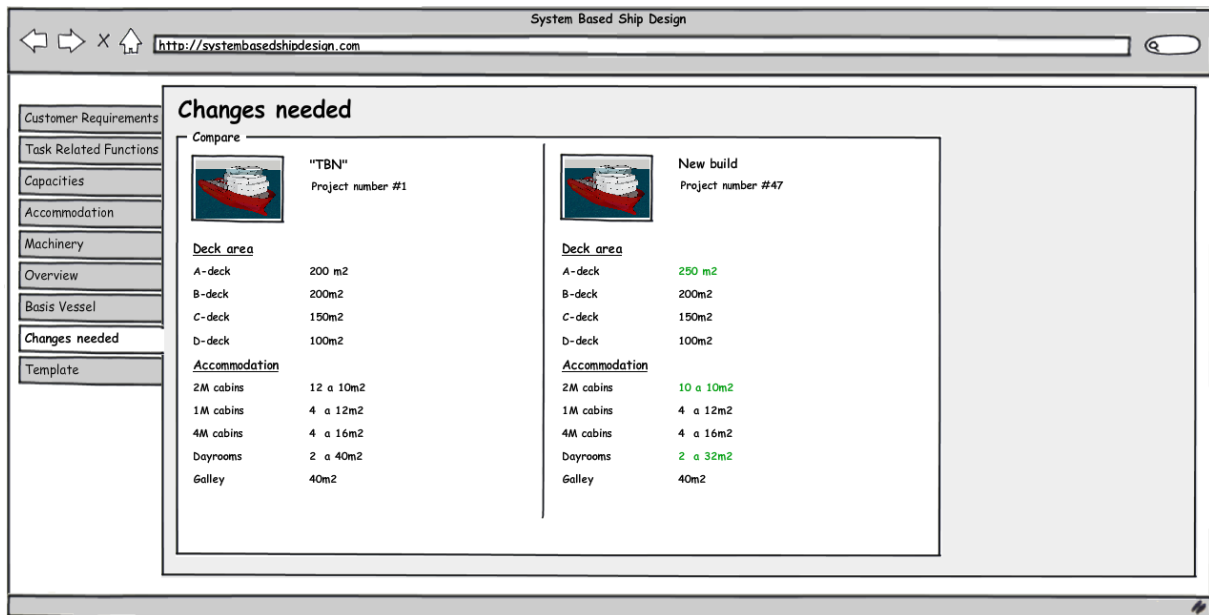 System Based Ship Design
http://systembasedshipdesign.com
Customer Requirements
Task Related Functions
Capacities
Accommodation
Machinery
Overview
Basis Vessel
Changes needed
Template
Changes needed
Compare
"TBN"
Project number #1
Deck area
A-deck 200 m2
B-deck 200m2
C-deck 150m2
D-deck 100m2
Accommodation
2M cabins 12 a 10m2
1M cabins 4 a 12m2
4M cabins 4 a 16m2
Dayrooms 2 a 40m2
Galley 40m2
New build
Project number #47
Deck area
A-deck 250 m2
B-deck 200m2
C-deck 150m2
D-deck 100m2
Accommodation
2M cabins 10 a 10m2
1M cabins 4 a 12m2
4M cabins 4 a 16m2
Dayrooms 2 a 32m2
Galley 40m2